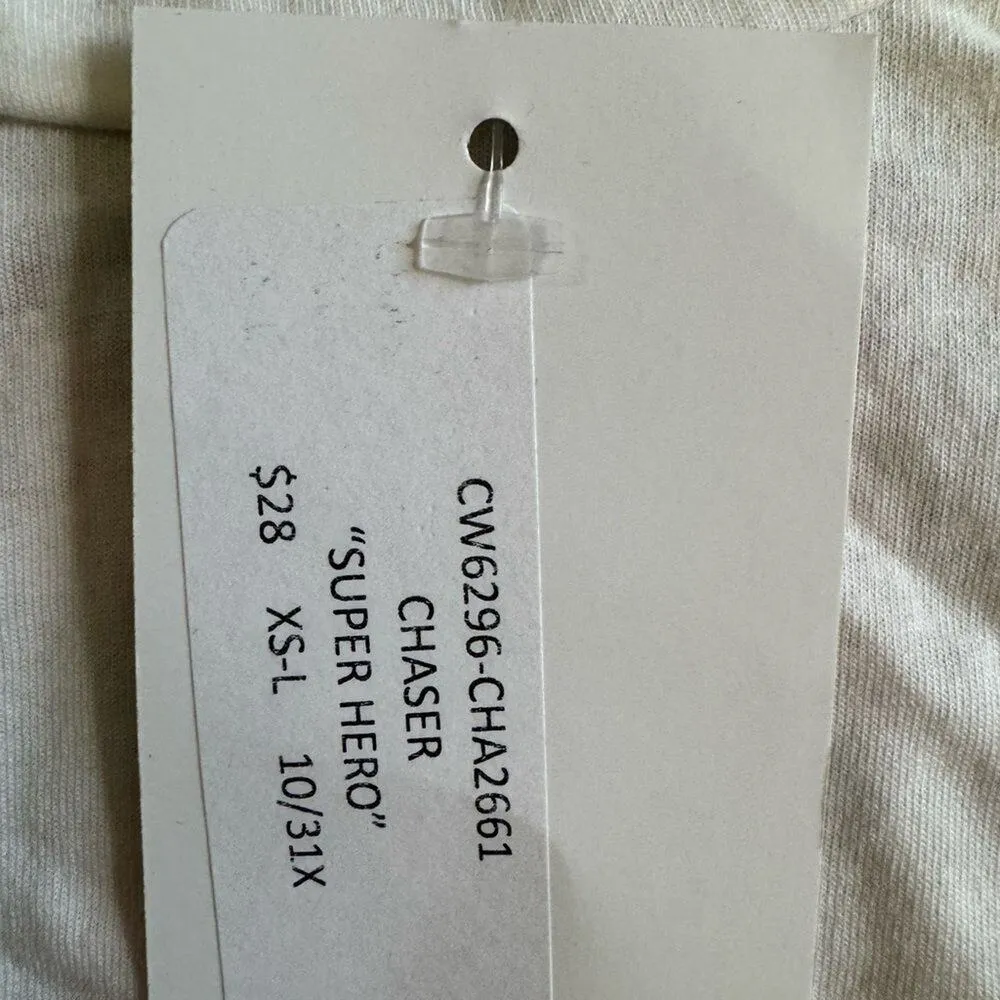 CW6296-CHA2661
CHASER
“SUPER HERO”
$28 XS-L 10/31X